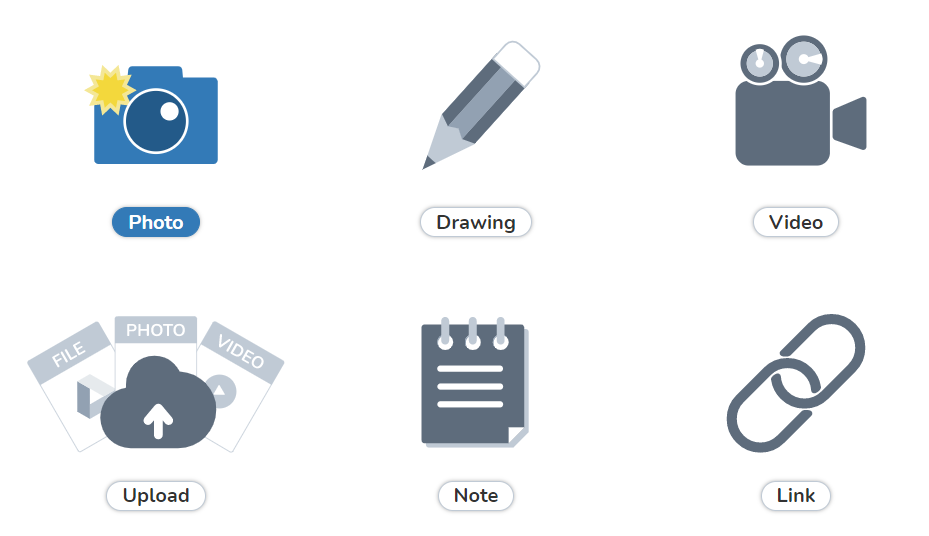 Photo
Drawing
Video
FILE
PHOTO
VIDEO
Upload
Note
Link